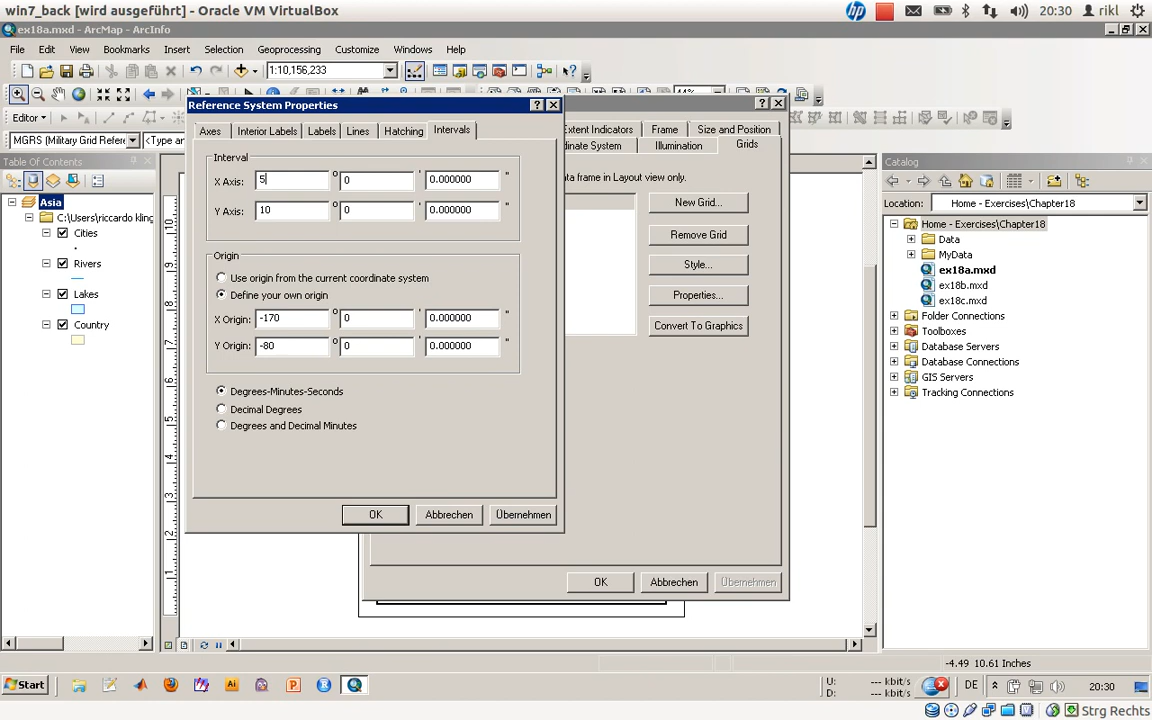 win7_back [wird ausgeführt] - Oracle VM VirtualBox
20:30 rikl
ex18a.mxd - ArcMap - ArcInfo
File Edit View Bookmarks Insert Selection Geoprocessing Customize Windows Help
1:10,156,233
Editor
MGRS (Military Grid Refere
<Type an
Table Of Contents
Asia
C:\Users\riccardo kling
Cities
Rivers
Lakes
Country
Reference System Properties
Axes Interior Labels Labels Lines Hatching Intervals
Interval
X Axis: 5 ° 0 ' 0.000000 "
Y Axis: 10 ° 0 ' 0.000000 "
Origin
Use origin from the current coordinate system
Define your own origin
X Origin: -170 ° 0 ' 0.000000 "
Y Origin: -80 ° 0 ' 0.000000 "
Degrees-Minutes-Seconds
Decimal Degrees
Degrees and Decimal Minutes
OK Abbrechen Übernehmen
Extent Indicators Frame Size and Position
dinate System Illumination Grids
ta frame in Layout view only.
New Grid...
Remove Grid
Style...
Properties...
Convert To Graphics
OK Abbrechen Übernehmen
Catalog
Location: Home - Exercises\Chapter18
Home - Exercises\Chapter18
Data
MyData
ex18a.mxd
ex18b.mxd
ex18c.mxd
Folder Connections
Toolboxes
Database Servers
Database Connections
GIS Servers
Tracking Connections
-4.49 10.61 Inches
Start
U: --- kbit/s
D: --- kbit/s
DE
20:30
Strg Rechts